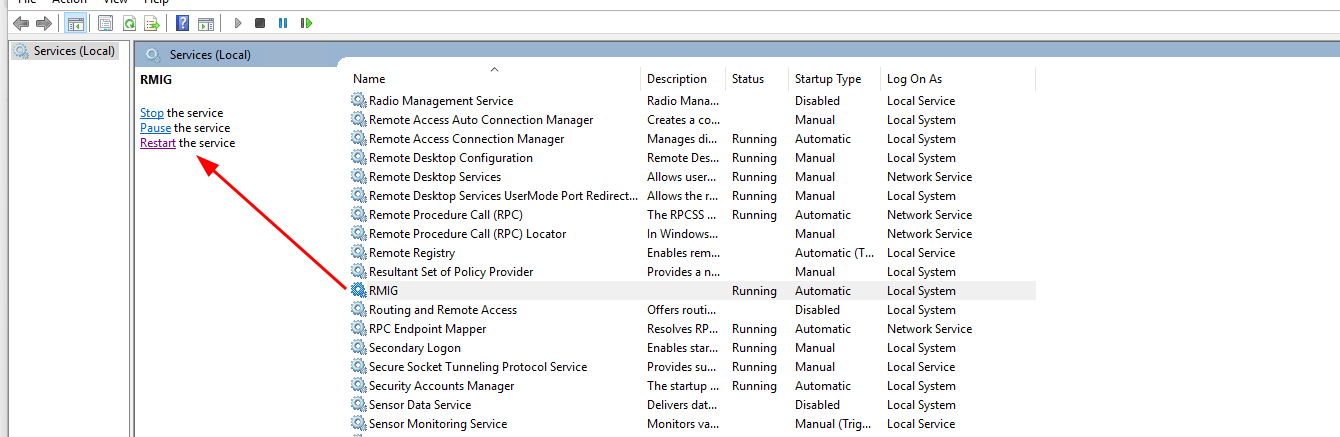 File Action View Help
Services (Local) Services (Local)
RMIG
Stop the service
Pause the service
Restart the service
Name Description Status Startup Type Log On As
Radio Management Service Radio Mana... Disabled Local Service
Remote Access Auto Connection Manager Creates a co... Manual Local System
Remote Access Connection Manager Manages di... Running Automatic Local System
Remote Desktop Configuration Remote Des... Running Manual Local System
Remote Desktop Services Allows user... Running Manual Network Service
Remote Desktop Services UserMode Port Redirect... Allows the r... Running Manual Local System
Remote Procedure Call (RPC) The RPCSS ... Running Automatic Network Service
Remote Procedure Call (RPC) Locator In Windows... Manual Network Service
Remote Registry Enables rem... Automatic (T... Local Service
Resultant Set of Policy Provider Provides a n... Manual Local System
RMIG Running Automatic Local System
Routing and Remote Access Offers routi... Disabled Local System
RPC Endpoint Mapper Resolves RP... Running Automatic Network Service
Secondary Logon Enables star... Running Manual Local System
Secure Socket Tunneling Protocol Service Provides su... Running Manual Local Service
Security Accounts Manager The startup ... Running Automatic Local System
Sensor Data Service Delivers dat... Disabled Local System
Sensor Monitoring Service Monitors va... Manual (Trig... Local Service